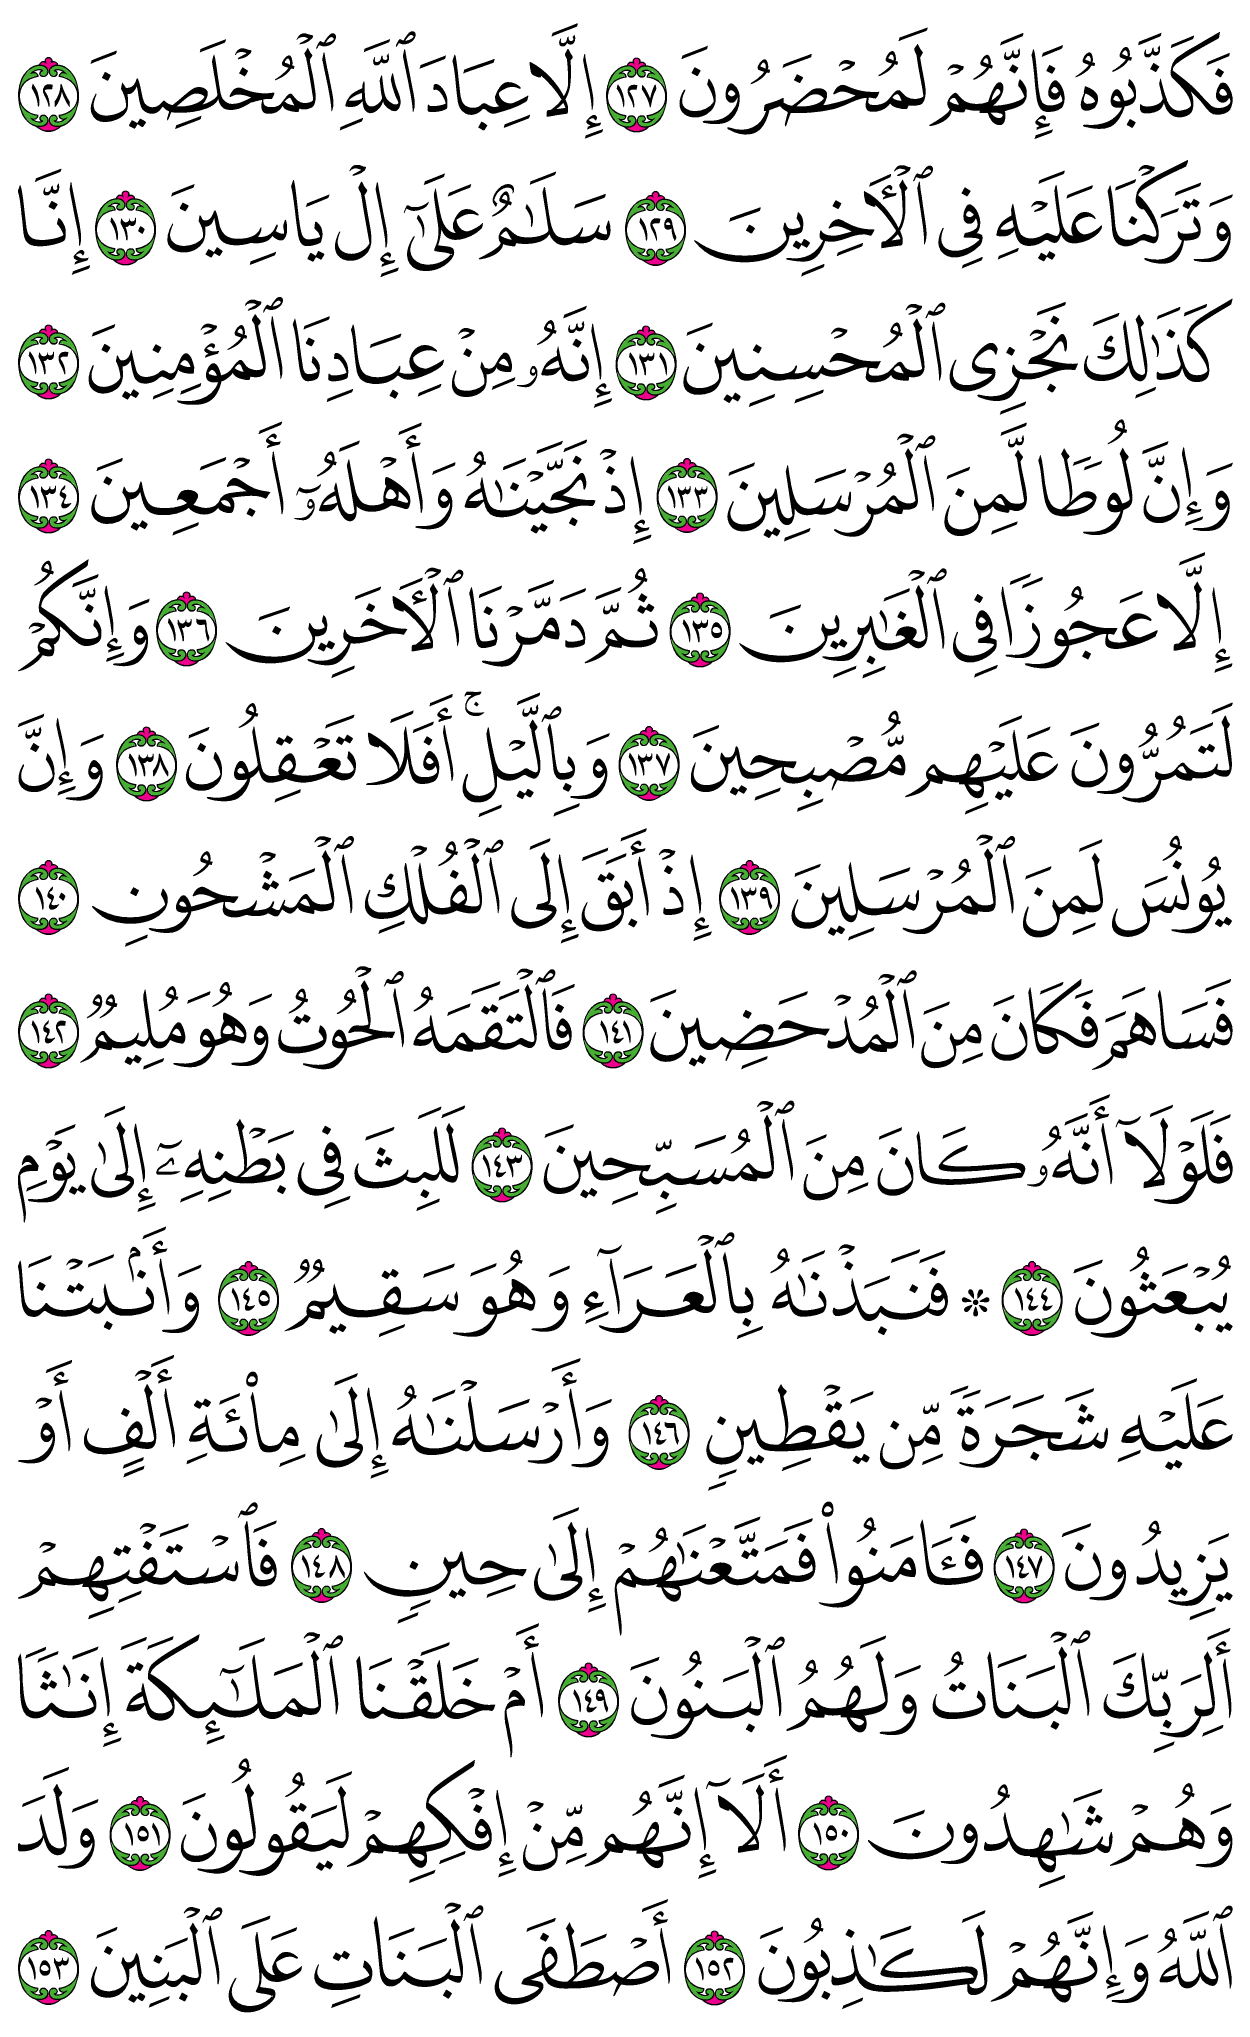 فَكَذَّبُوهُ فَإِنَّهُمْ لَمُحْضَرُونَ ١٢٧ إِلَّا عِبَادَ ٱللَّهِ ٱلْمُخْلَصِينَ ١٢٨
وَتَرَكْنَا عَلَيْهِ فِى ٱلْأَخِرِينَ ١٢٩ سَلَـٰمٌ عَلَىٰٓ إِلْ يَاسِينَ ١٣٠ إِنَّا
كَذَٰلِكَ نَجْزِى ٱلْمُحْسِنِينَ ١٣١ إِنَّهُۥ مِنْ عِبَادِنَا ٱلْمُؤْمِنِينَ ١٣٢
وَإِنَّ لُوطًا لَّمِنَ ٱلْمُرْسَلِينَ ١٣٣ إِذْ نَجَّيْنَـٰهُ وَأَهْلَهُۥٓ أَجْمَعِينَ ١٣٤
إِلَّا عَجُوزًا فِى ٱلْغَـٰبِرِينَ ١٣٥ ثُمَّ دَمَّرْنَا ٱلْأَخَرِينَ ١٣٦ وَإِنَّكُمْ
لَتَمُرُّونَ عَلَيْهِم مُّصْبِحِينَ ١٣٧ وَبِٱلَّيْلِ ۚ أَفَلَا تَعْقِلُونَ ١٣٨ وَإِنَّ
يُونُسَ لَمِنَ ٱلْمُرْسَلِينَ ١٣٩ إِذْ أَبَقَ إِلَى ٱلْفُلْكِ ٱلْمَشْحُونِ ١٤٠
فَسَاهَمَ فَكَانَ مِنَ ٱلْمُدْحَضِينَ ١٤١ فَٱلْتَقَمَهُ ٱلْحُوتُ وَهُوَ مُلِيمٌ ١٤٢
فَلَوْلَآ أَنَّهُۥ كَانَ مِنَ ٱلْمُسَبِّحِينَ ١٤٣ لَلَبِثَ فِى بَطْنِهِۦٓ إِلَىٰ يَوْمِ
يُبْعَثُونَ ١٤٤ ۞ فَنَبَذْنَـٰهُ بِٱلْعَرَآءِ وَهُوَ سَقِيمٌ ١٤٥ وَأَنۢبَتْنَا
عَلَيْهِ شَجَرَةً مِّن يَقْطِينٍ ١٤٦ وَأَرْسَلْنَـٰهُ إِلَىٰ مِا۟ئَةِ أَلْفٍ أَوْ
يَزِيدُونَ ١٤٧ فَـَٔامَنُوا۟ فَمَتَّعْنَـٰهُمْ إِلَىٰ حِينٍ ١٤٨ فَٱسْتَفْتِهِمْ
أَلِرَبِّكَ ٱلْبَنَاتُ وَلَهُمُ ٱلْبَنُونَ ١٤٩ أَمْ خَلَقْنَا ٱلْمَلَـٰٓئِكَةَ إِنَـٰثًا
وَهُمْ شَـٰهِدُونَ ١٥٠ أَلَآ إِنَّهُم مِّنْ إِفْكِهِمْ لَيَقُولُونَ ١٥١ وَلَدَ
ٱللَّهُ وَإِنَّهُمْ لَكَـٰذِبُونَ ١٥٢ أَصْطَفَى ٱلْبَنَاتِ عَلَى ٱلْبَنِينَ ١٥٣